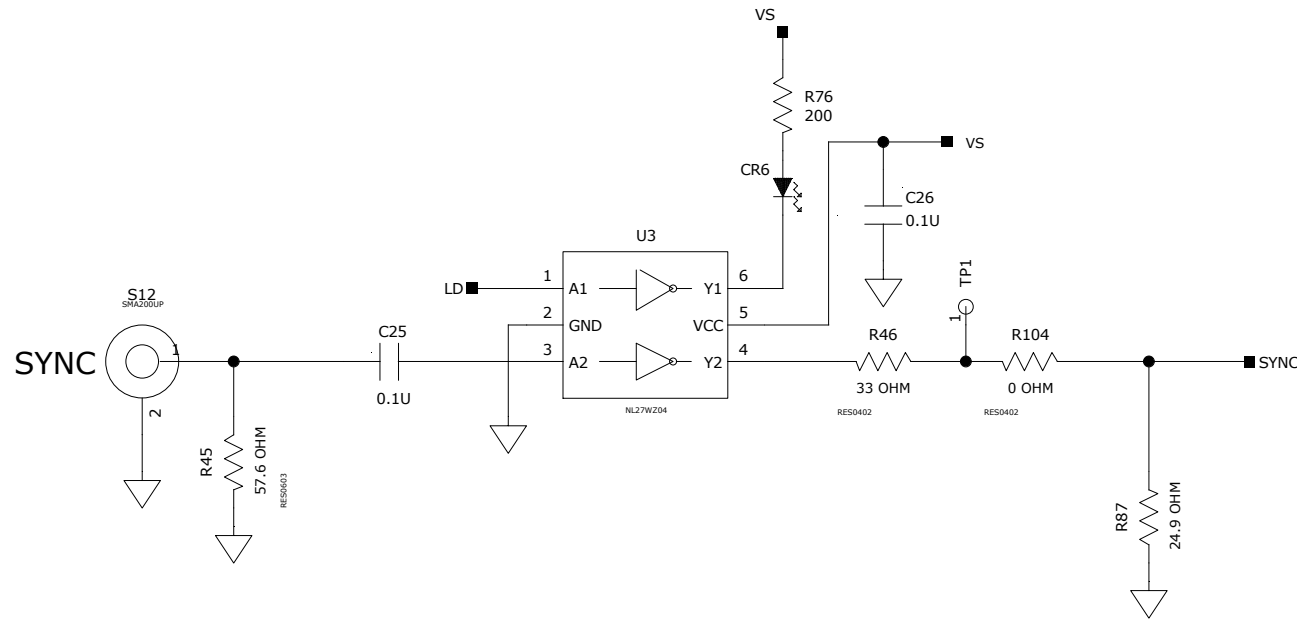 VS
R76
200
VS
CR6
C26
0.1U
U3
TP1
1
LD
1
A1
Y1
6
2
GND
VCC
5
3
A2
Y2
4
NL27WZ04
S12
SMA200UP
SYNC
1
2
C25
0.1U
R45
57.6 OHM
RES0603
R46
33 OHM
RES0402
R104
0 OHM
RES0402
SYNC
R87
24.9 OHM